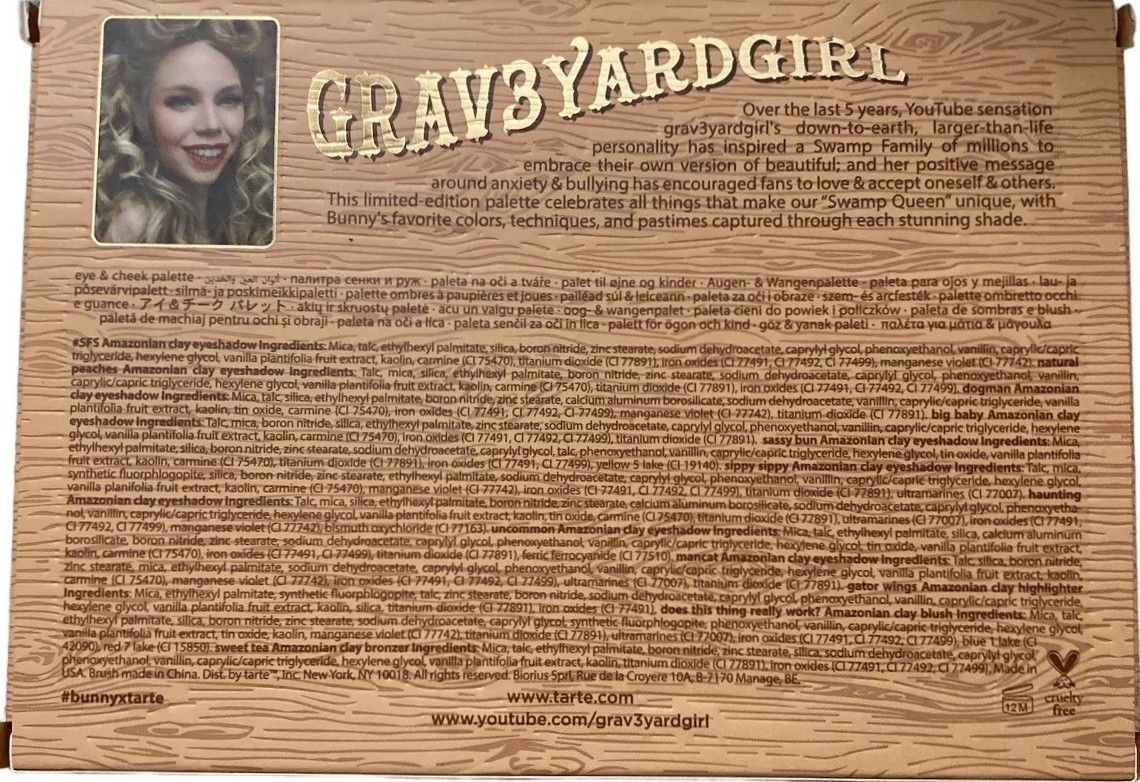 GRAV3YARDGIRL
Over the last 5 years, YouTube sensation
grav3yardgirl's down-to-earth, larger-than-life
personality has inspired a Swamp Family of millions to
embrace their own version of beautiful; and her positive message
around anxiety & bullying has encouraged fans to love & accept oneself & others.
This limited-edition palette celebrates all things that make our "Swamp Queen" unique, with
Bunny's favorite colors, techniques, and pastimes captured through each stunning shade.
eye & cheek palette · ألوان العين والخدين · палитра сенки и руж · paleta na oči a tváře · palet til øjne og kinder · Augen- & Wangenpalette · paleta para ojos y mejillas · lau- ja
põsevärvipalett · silmä- ja poskimeikkipaletti · palette ombres à paupières et joues · pailéad súl & leiceann · paleta za oči i obraze · szem- és arcfesték · palette ombretto occhi
e guance · アイ&チーク パレット · akių ir skruostų paletė · acu un vaigu palete · oog- & wangenpalet · paleta cieni do powiek i policzków · paleta de sombras e blush ·
paletă de machiaj pentru ochi și obraji · paleta na oči a líca · paleta senčil za oči in lica · palett för ögon och kind · göz & yanak paleti · παλέτα για μάτια & μάγουλα
#SFS Amazonian clay eyeshadow Ingredients: Mica, talc, ethylhexyl palmitate, silica, boron nitride, zinc stearate, sodium dehydroacetate, caprylyl glycol, phenoxyethanol, vanillin, caprylic/capric
triglyceride, hexylene glycol, vanilla plantifolia fruit extract, kaolin, carmine (CI 75470), titanium dioxide (CI 77891), iron oxides (CI 77491, CI 77492, CI 77499), manganese violet (CI 77742). natural
peaches Amazonian clay eyeshadow Ingredients: Talc, mica, silica, ethylhexyl palmitate, boron nitride, zinc stearate, sodium dehydroacetate, caprylyl glycol, phenoxyethanol, vanillin,
caprylic/capric triglyceride, hexylene glycol, vanilla plantifolia fruit extract, kaolin, carmine (CI 75470), titanium dioxide (CI 77891), iron oxides (CI 77491, CI 77492, CI 77499). dogman Amazonian
clay eyeshadow Ingredients: Mica, talc, silica, ethylhexyl palmitate, boron nitride, zinc stearate, calcium aluminum borosilicate, sodium dehydroacetate, vanillin, caprylic/capric triglyceride, vanilla
plantifolia fruit extract, kaolin, tin oxide, carmine (CI 75470), iron oxides (CI 77491, CI 77492, CI 77499), manganese violet (CI 77742), titanium dioxide (CI 77891). big baby Amazonian clay
eyeshadow Ingredients: Talc, mica, boron nitride, silica, ethylhexyl palmitate, zinc stearate, sodium dehydroacetate, caprylyl glycol, phenoxyethanol, vanillin, caprylic/capric triglyceride, hexylene
glycol, vanilla plantifolia fruit extract, kaolin, carmine (CI 75470), iron oxides (CI 77491, CI 77492, CI 77499), titanium dioxide (CI 77891). sassy bun Amazonian clay eyeshadow Ingredients: Mica,
ethylhexyl palmitate, silica, boron nitride, zinc stearate, sodium dehydroacetate, caprylyl glycol, talc, phenoxyethanol, vanillin, caprylic/capric triglyceride, hexylene glycol, tin oxide, vanilla plantifolia
fruit extract, kaolin, carmine (CI 75470), titanium dioxide (CI 77891), iron oxides (CI 77491, CI 77499), yellow 5 lake (CI 19140). sippy sippy Amazonian clay eyeshadow Ingredients: Talc, mica,
synthetic fluorphlogopite, silica, boron nitride, zinc stearate, ethylhexyl palmitate, sodium dehydroacetate, caprylyl glycol, phenoxyethanol, vanillin, caprylic/capric triglyceride, hexylene glycol,
vanilla plantifolia fruit extract, kaolin, carmine (CI 75470), manganese violet (CI 77742), iron oxides (CI 77491, CI 77492, CI 77499), titanium dioxide (CI 77891), ultramarines (CI 77007). haunting
Amazonian clay eyeshadow Ingredients: Talc, mica, silica, ethylhexyl palmitate, boron nitride, zinc stearate, calcium aluminum borosilicate, sodium dehydroacetate, caprylyl glycol, phenoxyetha-
nol, vanillin, caprylic/capric triglyceride, hexylene glycol, vanilla plantifolia fruit extract, kaolin, tin oxide, carmine (CI 75470), titanium dioxide (CI 77891), ultramarines (CI 77007), iron oxides (CI 77491,
CI 77492, CI 77499), manganese violet (CI 77742), bismuth oxychloride (CI 77163). uncommon Amazonian clay eyeshadow Ingredients: Mica, talc, ethylhexyl palmitate, silica, calcium aluminum
borosilicate, boron nitride, zinc stearate, sodium dehydroacetate, caprylyl glycol, phenoxyethanol, vanillin, caprylic/capric triglyceride, hexylene glycol, tin oxide, vanilla plantifolia fruit extract,
kaolin, carmine (CI 75470), iron oxides (CI 77491, CI 77499), titanium dioxide (CI 77891), ferric ferrocyanide (CI 77510). mancat Amazonian clay eyeshadow Ingredients: Talc, silica, boron nitride,
zinc stearate, mica, ethylhexyl palmitate, sodium dehydroacetate, caprylyl glycol, phenoxyethanol, vanillin, caprylic/capric triglyceride, hexylene glycol, vanilla plantifolia fruit extract, kaolin,
carmine (CI 75470), manganese violet (CI 77742), iron oxides (CI 77491, CI 77492, CI 77499), ultramarines (CI 77007), titanium dioxide (CI 77891). gator wings Amazonian clay highlighter
Ingredients: Mica, ethylhexyl palmitate, synthetic fluorphlogopite, talc, zinc stearate, boron nitride, sodium dehydroacetate, caprylyl glycol, phenoxyethanol, vanillin, caprylic/capric triglyceride,
hexylene glycol, vanilla plantifolia fruit extract, kaolin, silica, titanium dioxide (CI 77891), iron oxides (CI 77491). does this thing really work? Amazonian clay blush Ingredients: Mica, talc,
ethylhexyl palmitate, silica, boron nitride, zinc stearate, sodium dehydroacetate, caprylyl glycol, synthetic fluorphlogopite, phenoxyethanol, vanillin, caprylic/capric triglyceride, hexylene glycol,
vanilla plantifolia fruit extract, tin oxide, kaolin, manganese violet (CI 77742), titanium dioxide (CI 77891), ultramarines (CI 77007), iron oxides (CI 77491, CI 77492, CI 77499), blue 1 lake (CI
42090), red 7 lake (CI 15850). sweet tea Amazonian clay bronzer Ingredients: Mica, talc, ethylhexyl palmitate, boron nitride, zinc stearate, silica, sodium dehydroacetate, caprylyl glycol,
phenoxyethanol, vanillin, caprylic/capric triglyceride, hexylene glycol, vanilla plantifolia fruit extract, kaolin, titanium dioxide (CI 77891), iron oxides (CI 77491, CI 77492, CI 77499). Made in
USA. Brush made in China. Dist. by tarte™, Inc. New York, NY 10018. All rights reserved. Biorius Sprl, Rue de la Croyere 10A, B-7170 Manage, BE.
#bunnyxtarte
www.tarte.com
www.youtube.com/grav3yardgirl
12M
cruelty
free